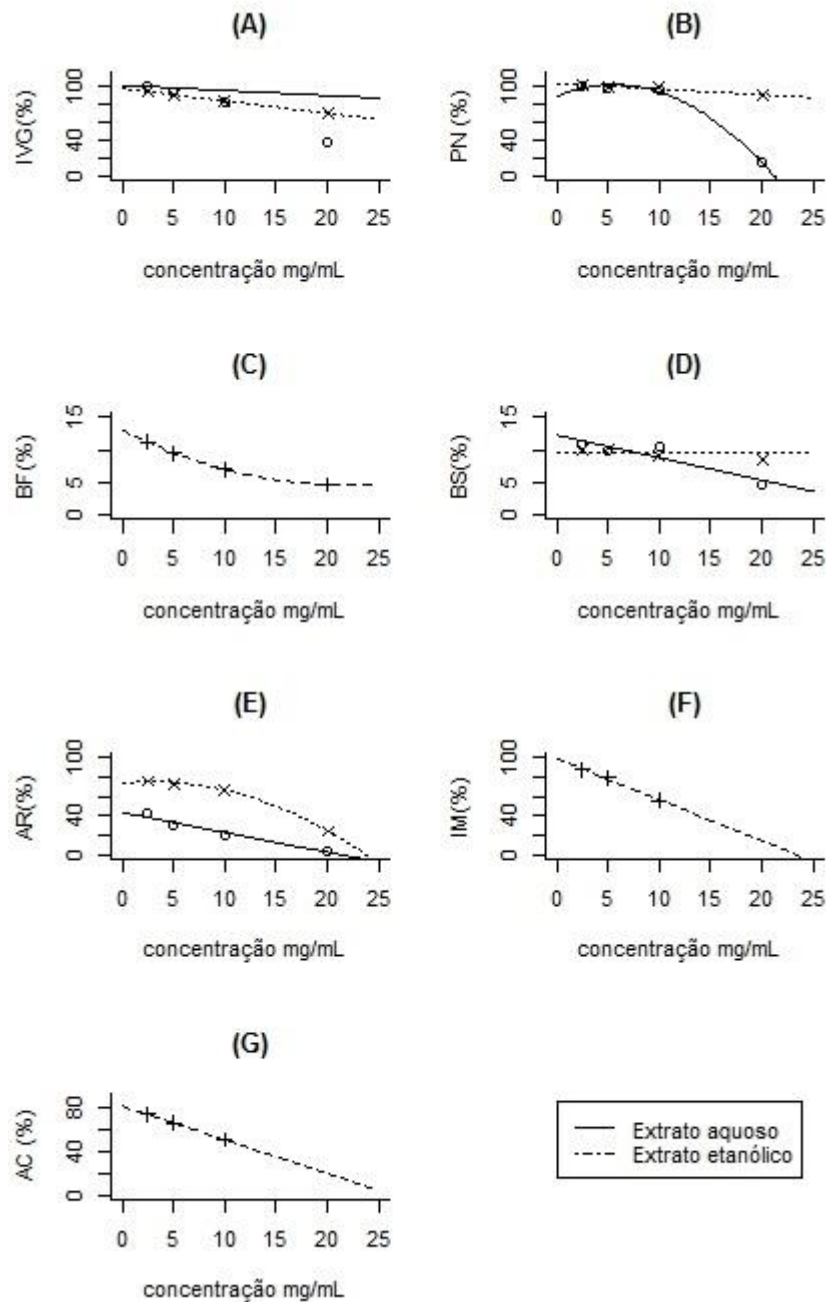 (A)
IVG(%)
100
40
0
0 5 10 15 20 25
concentração mg/mL
(B)
PN (%)
100
40
0
0 5 10 15 20 25
concentração mg/mL
(C)
BF(%)
15
5
0
0 5 10 15 20 25
concentração mg/mL
(D)
BS(%)
15
5
0
0 5 10 15 20 25
concentração mg/mL
(E)
AR(%)
100
40
0
0 5 10 15 20 25
concentração mg/mL
(F)
IM(%)
100
40
0
0 5 10 15 20 25
concentração mg/mL
(G)
AC (%)
80
40
0
0 5 10 15 20 25
concentração mg/mL
Extrato aquoso
Extrato etanólico